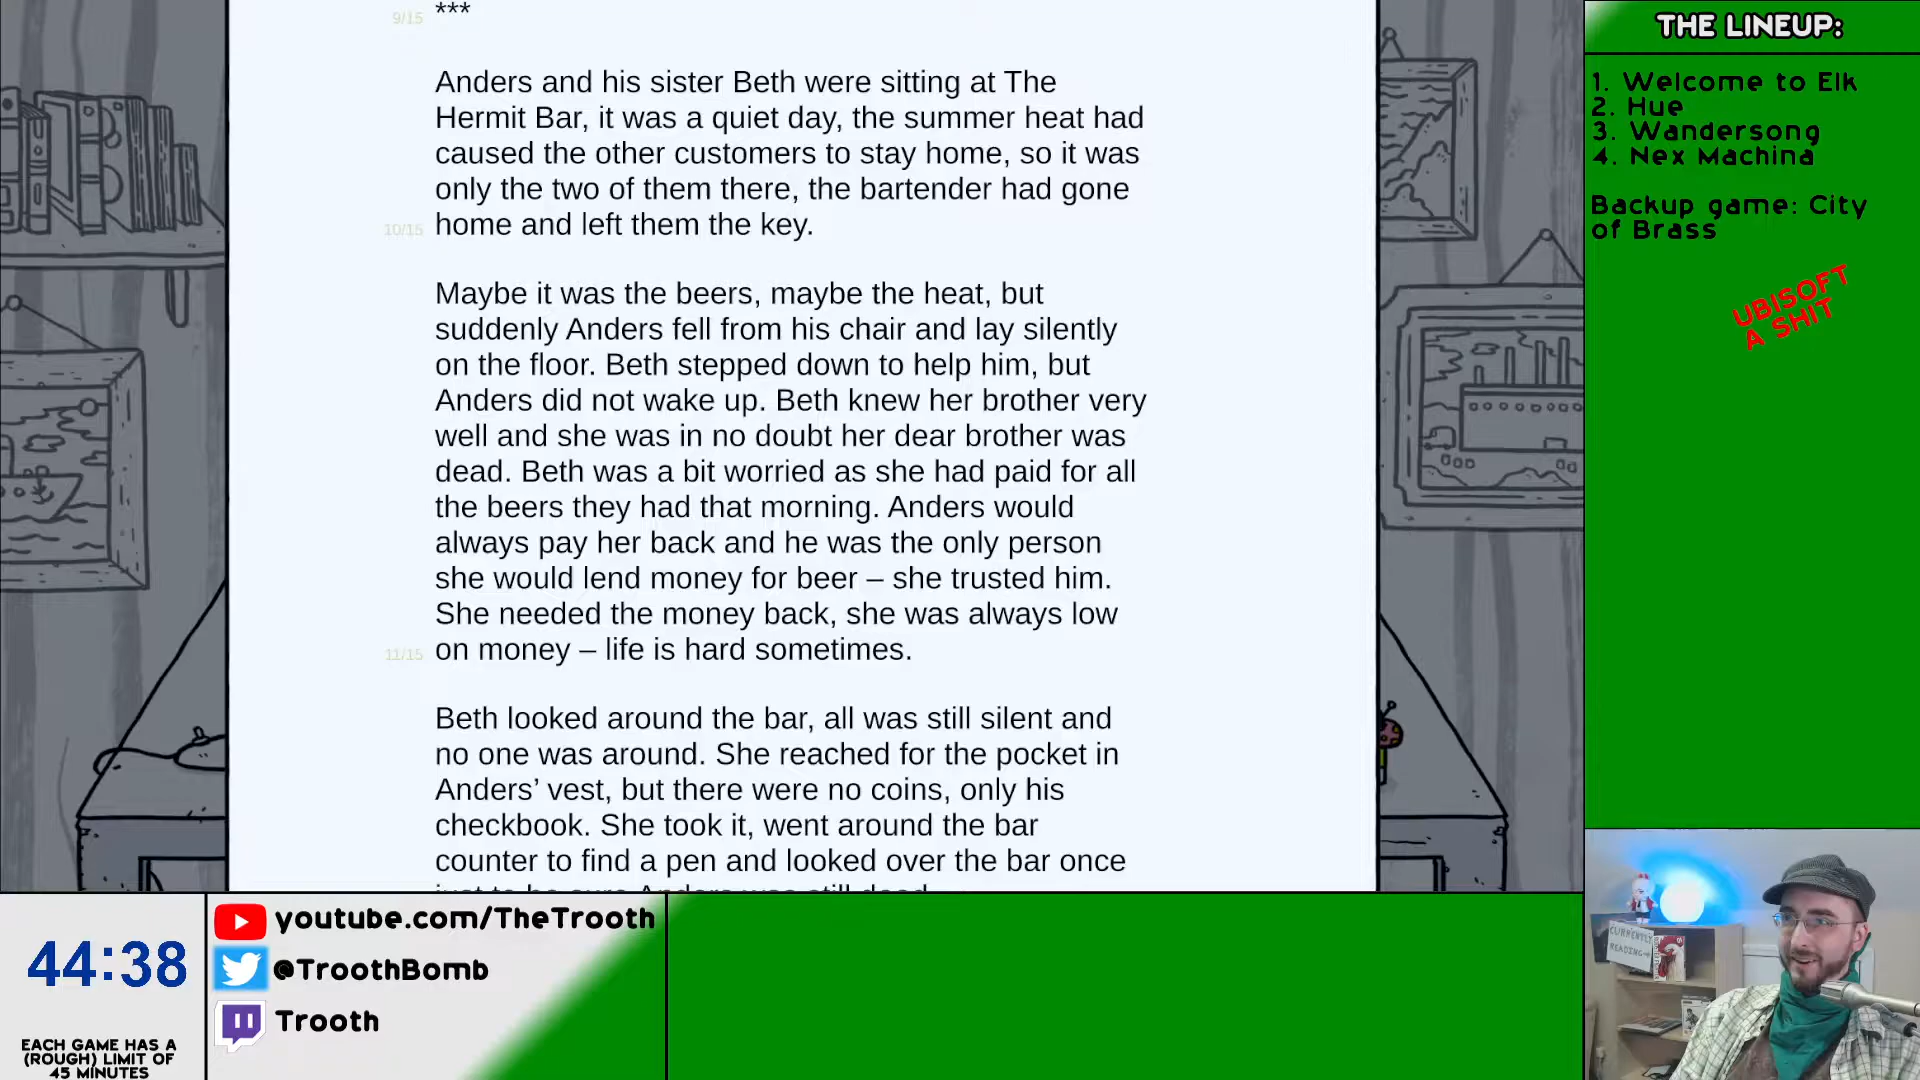 9/15
***
Anders and his sister Beth were sitting at The
Hermit Bar, it was a quiet day, the summer heat had
caused the other customers to stay home, so it was
only the two of them there, the bartender had gone
10/15 home and left them the key.
Maybe it was the beers, maybe the heat, but
suddenly Anders fell from his chair and lay silently
on the floor. Beth stepped down to help him, but
Anders did not wake up. Beth knew her brother very
well and she was in no doubt her dear brother was
dead. Beth was a bit worried as she had paid for all
the beers they had that morning. Anders would
always pay her back and he was the only person
she would lend money for beer – she trusted him.
She needed the money back, she was always low
11/15 on money – life is hard sometimes.
Beth looked around the bar, all was still silent and
no one was around. She reached for the pocket in
Anders’ vest, but there were no coins, only his
checkbook. She took it, went around the bar
counter to find a pen and looked over the bar once
just to be sure Anders was still dead
THE LINEUP:
1. Welcome to Elk
2. Hue
3. Wandersong
4. Nex Machina
Backup game: City
of Brass
UBISOFT
A SHIT
CURRENTLY
READING
44:38
EACH GAME HAS A
(ROUGH) LIMIT OF
45 MINUTES
youtube.com/TheTrooth
@TroothBomb
Trooth